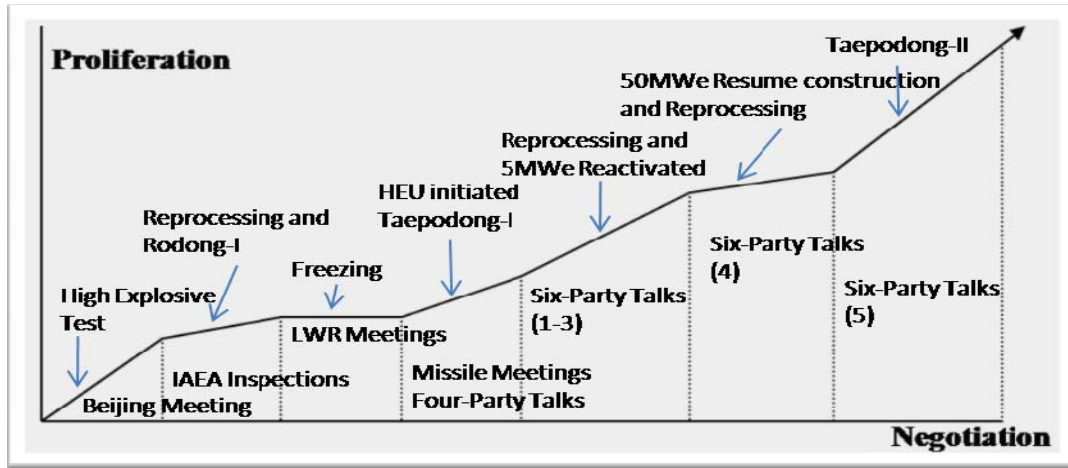 Proliferation
Taepodong-II
50MWe Resume construction
and Reprocessing
Reprocessing and
5MWe Reactivated
HEU initiated
Taepodong-I
Reprocessing and
Rodong-I
Freezing
High Explosive
Test
Six-Party Talks
(4)
Six-Party Talks
(5)
Six-Party Talks
(1-3)
LWR Meetings
Missile Meetings
Four-Party Talks
IAEA Inspections
Beijing Meeting
Negotiation